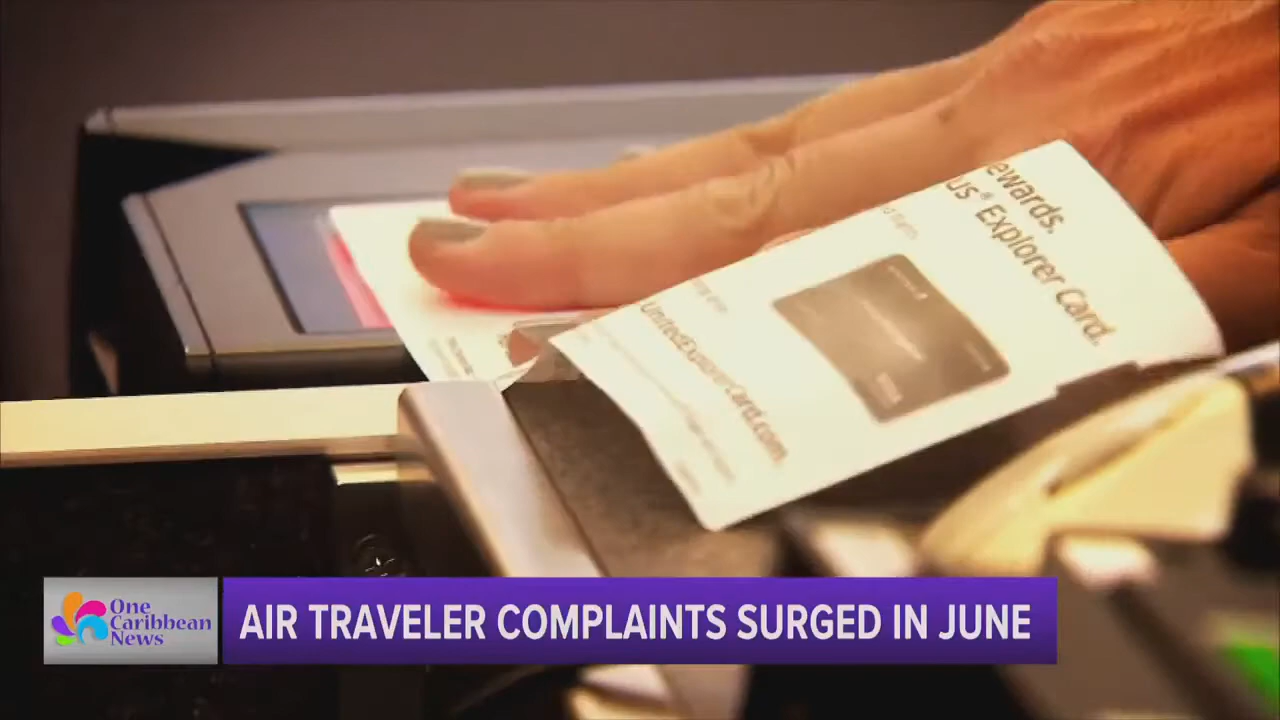 ewards,
us® Explorer Card.
UnitedExplorerCard.com
One
Caribbean
News
AIR TRAVELER COMPLAINTS SURGED IN JUNE